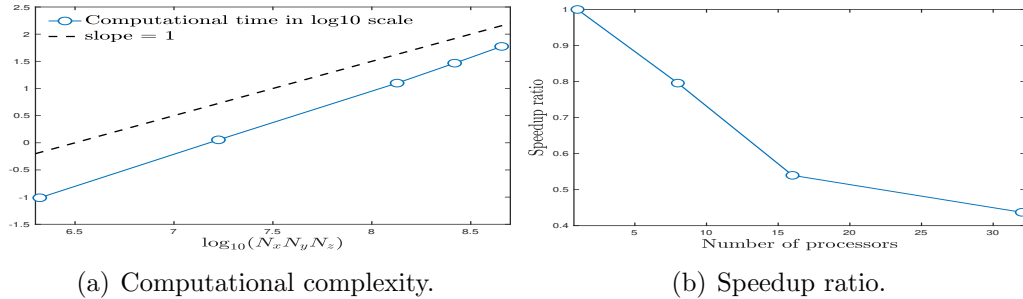 2.5
2
1.5
1
0.5
0
-0.5
-1
-1.5
Computational time in log10 scale
slope = 1
6.5 7 7.5 8 8.5
log10(NxNyNz)
(a) Computational complexity.
1
0.9
0.8
0.7
0.6
0.5
0.4
Speedup ratio
5 10 15 20 25 30
Number of processors
(b) Speedup ratio.